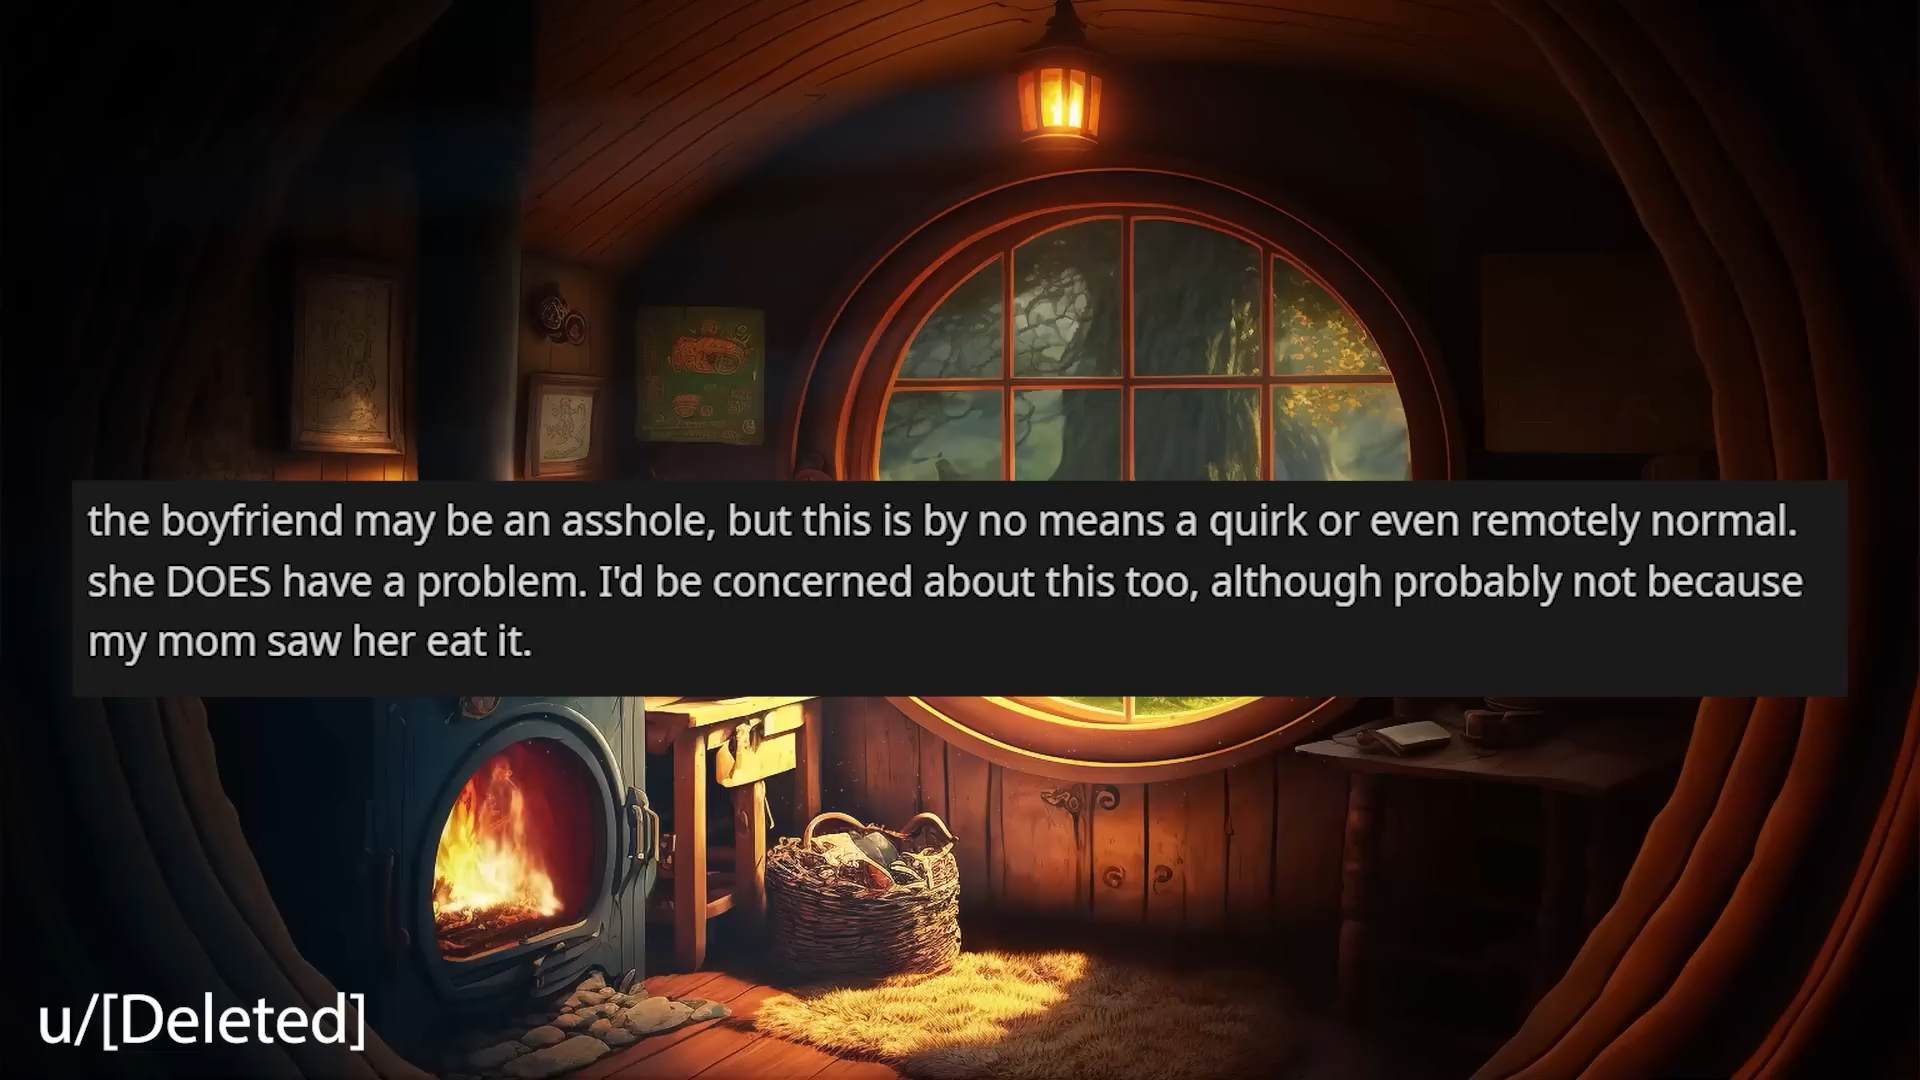 the boyfriend may be an asshole, but this is by no means a quirk or even remotely normal.
she DOES have a problem. I'd be concerned about this too, although probably not because
my mom saw her eat it.
u/[Deleted]